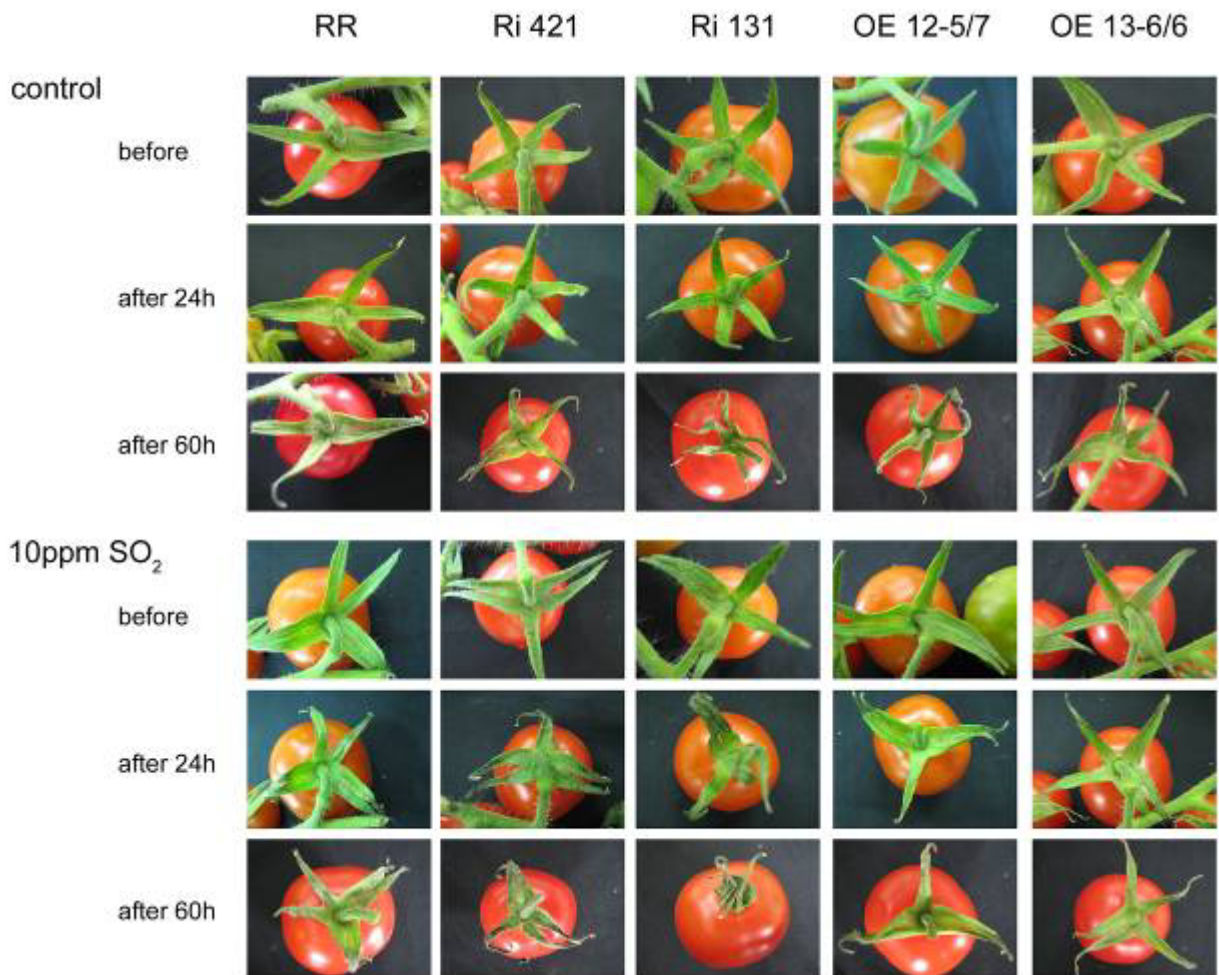 RR Ri 421 Ri 131 OE 12-5/7 OE 13-6/6
control
before
after 24h
after 60h
10ppm SO₂
before
after 24h
after 60h